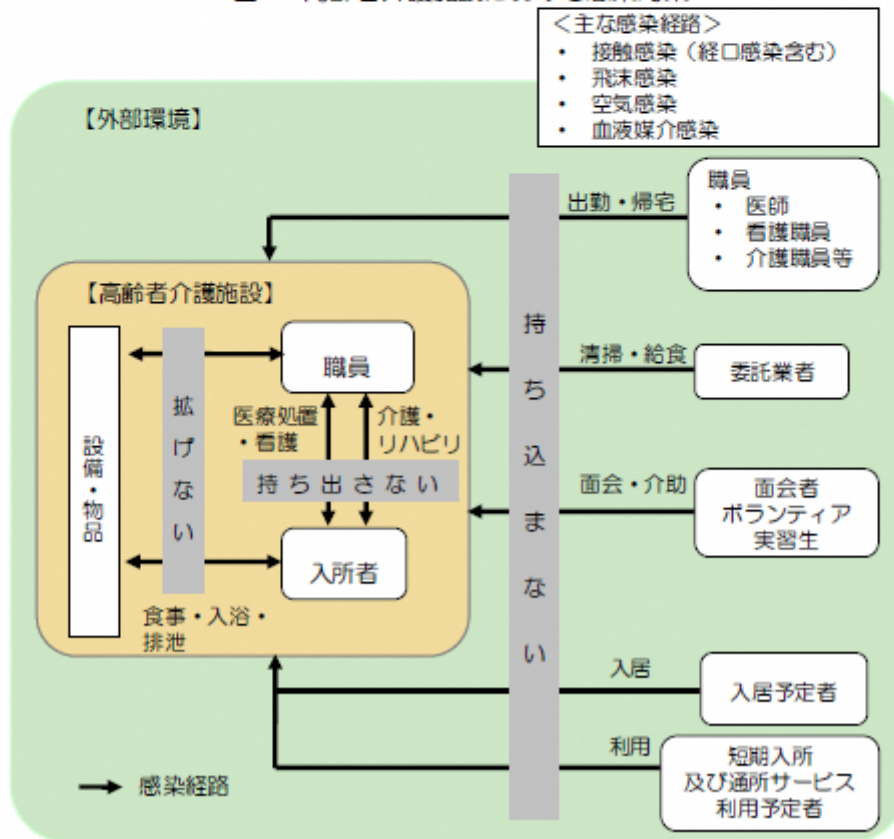 ＜主な感染経路＞
・ 接触感染（経口感染含む）
・ 飛沫感染
・ 空気感染
・ 血液媒介感染
【外部環境】
職員
・ 医師
・ 看護職員
・ 介護職員等
出勤・帰宅
【高齢者介護施設】
設備・物品
拡げない
職員
医療処置
・看護
介護・
リハビリ
持ち出さない
入所者
食事・入浴・
排泄
持ち込まない
清掃・給食
委託業者
面会・介助
面会者
ボランティア
実習生
入居
入居予定者
利用
短期入所
及び通所サービス
利用予定者
感染経路